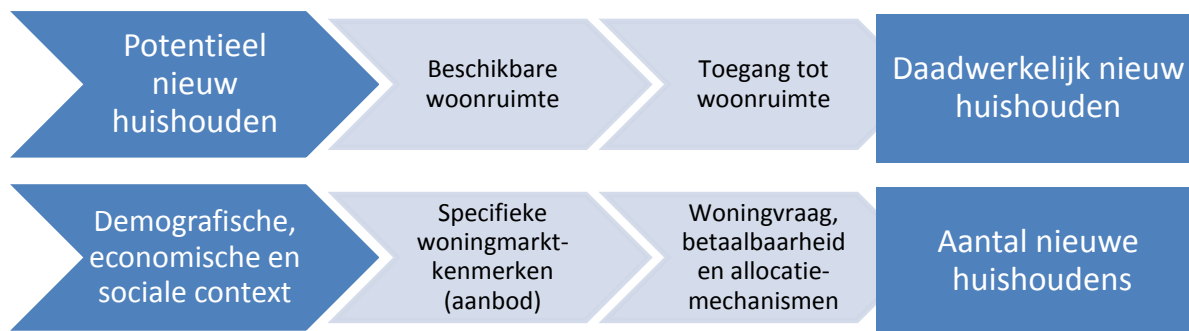 Potentieel
nieuw
huishouden
Beschikbare
woonruimte
Toegang tot
woonruimte
Daadwerkelijk nieuw
huishouden
Demografische,
economische en
sociale context
Specifieke
woningmarkt-
kenmerken
(aanbod)
Woningvraag,
betaalbaarheid
en allocatie-
mechanismen
Aantal nieuwe
huishoudens